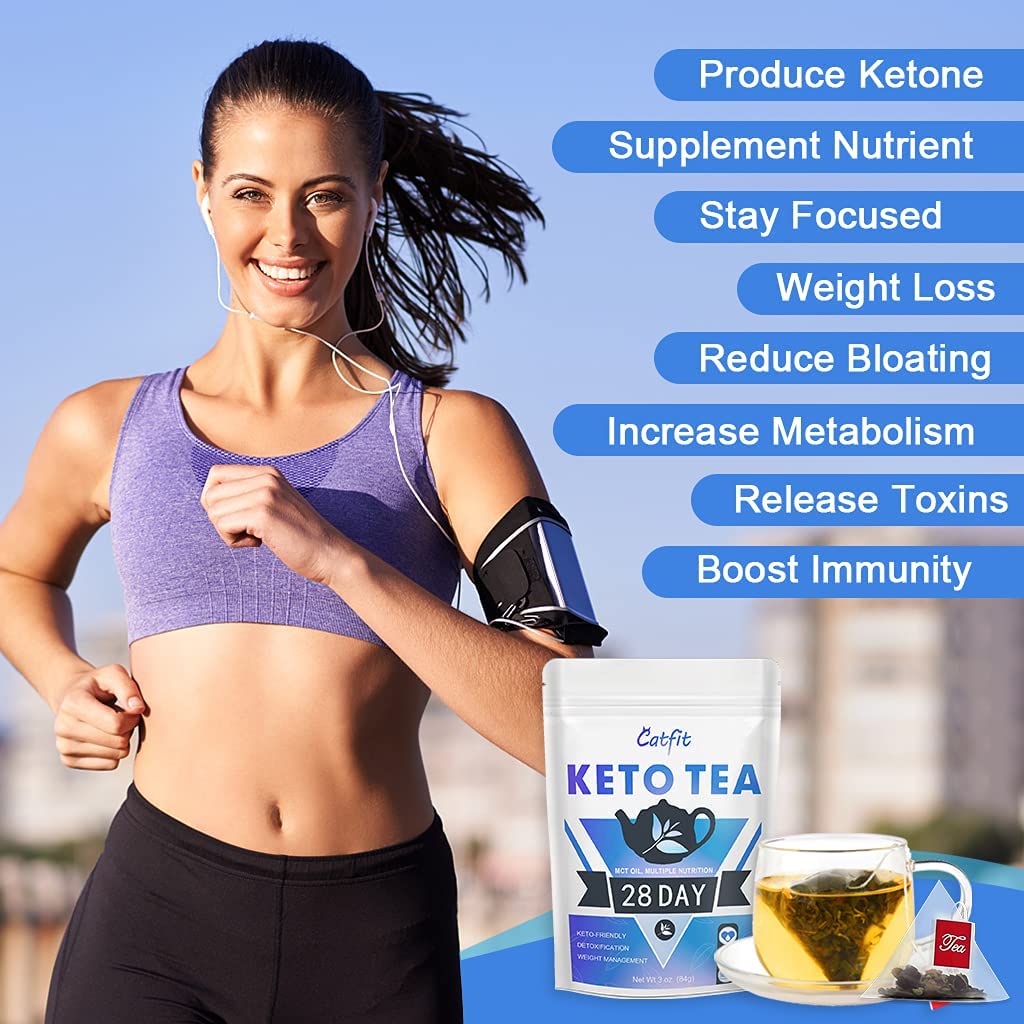 Produce Ketone
Supplement Nutrient
Stay Focused
Weight Loss
Reduce Bloating
Increase Metabolism
Release Toxins
Boost Immunity
Catfit
KETO TEA
MCT OIL, MULTIPLE NUTRITION
28 DAY
KETO-FRIENDLY
DETOXIFICATION
WEIGHT MANAGEMENT
Net Wt 3 oz. (84g)
Tea